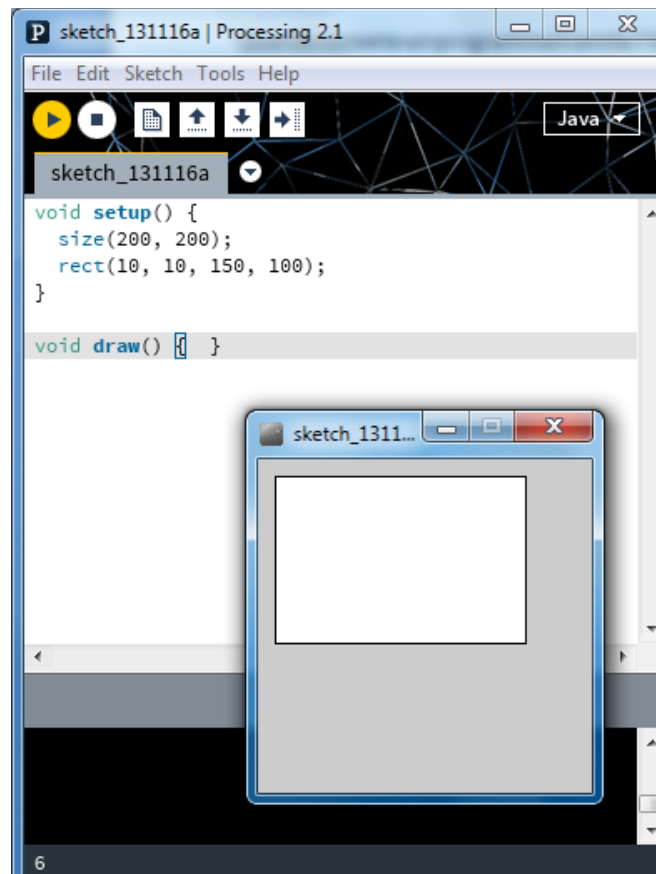 P sketch_131116a | Processing 2.1
File Edit Sketch Tools Help
Java
sketch_131116a
void setup() {
  size(200, 200);
  rect(10, 10, 150, 100);
}
void draw() {  }
sketch_1311...
6